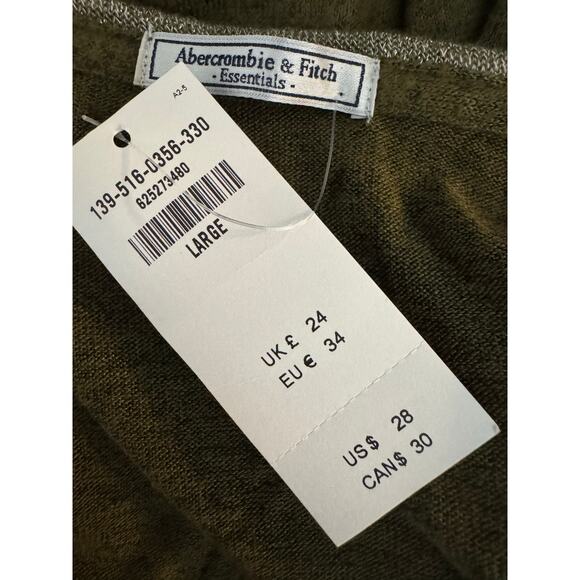 Abercrombie & Fitch
- Essentials -
A2-5
139-516-0356-330
625273480
LARGE
UK £ 24
EU € 34
US$ 28
CAN$ 30